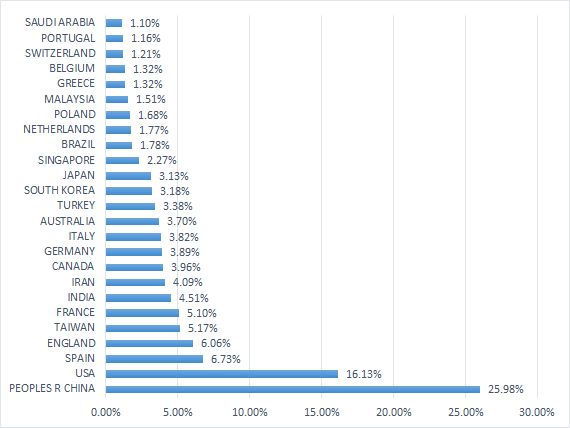 SAUDI ARABIA 1.10%
PORTUGAL 1.16%
SWITZERLAND 1.21%
BELGIUM 1.32%
GREECE 1.32%
MALAYSIA 1.51%
POLAND 1.68%
NETHERLANDS 1.77%
BRAZIL 1.78%
SINGAPORE 2.27%
JAPAN 3.13%
SOUTH KOREA 3.18%
TURKEY 3.38%
AUSTRALIA 3.70%
ITALY 3.82%
GERMANY 3.89%
CANADA 3.96%
IRAN 4.09%
INDIA 4.51%
FRANCE 5.10%
TAIWAN 5.17%
ENGLAND 6.06%
SPAIN 6.73%
USA 16.13%
PEOPLES R CHINA 25.98%
0.00% 5.00% 10.00% 15.00% 20.00% 25.00% 30.00%